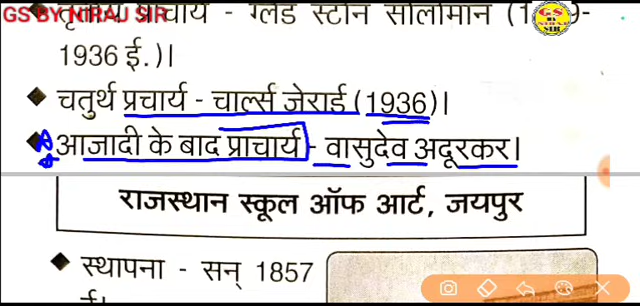 GS BY NIRAJ SIR
तृतीय प्राचार्य - ग्लैड स्टोन सोलोमान
1936 ई.)।
चतुर्थ प्रचार्य - चार्ल्स जेरार्ड (1936)।
आजादी के बाद प्राचार्य - वासुदेव अदूरकर।
राजस्थान स्कूल ऑफ आर्ट, जयपुर
स्थापना - सन् 1857